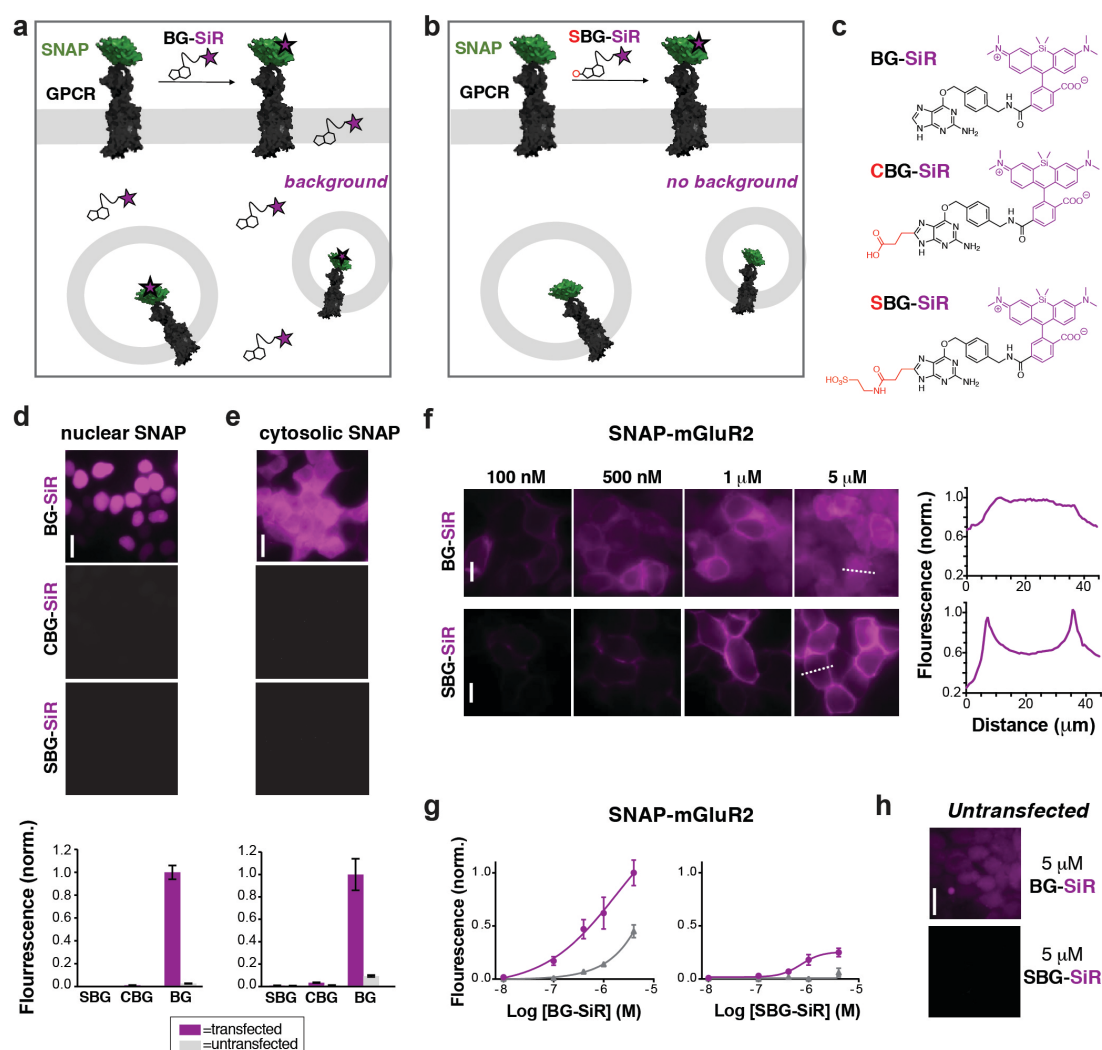 a
SNAP
BG-SiR
GPCR
background
b
SNAP
SBG-SiR
GPCR
no background
c
BG-SiR
CBG-SiR
SBG-SiR
d
nuclear SNAP
BG-SiR
CBG-SiR
SBG-SiR
e
cytosolic SNAP
f
SNAP-mGluR2
100 nM 500 nM 1 μM 5 μM
BG-SiR
SBG-SiR
Flourescence (norm.)
1.0
0.6
0.2
0 20 40
1.0
0.6
0.2
0 20 40
Distance (μm)
Flourrescence (norm.)
1.2
1.0
0.8
0.6
0.4
0.2
0.0
SBG CBG BG
1.2
1.0
0.8
0.6
0.4
0.2
0.0
SBG CBG BG
=transfected
=untransfected
g
SNAP-mGluR2
Flourescence (norm.)
1.0
0.5
0.0
-8 -7 -6 -5
Log [BG-SiR] (M)
1.0
0.5
0.0
-8 -7 -6 -5
Log [SBG-SiR] (M)
h
Untransfected
5 μM
BG-SiR
5 μM
SBG-SiR